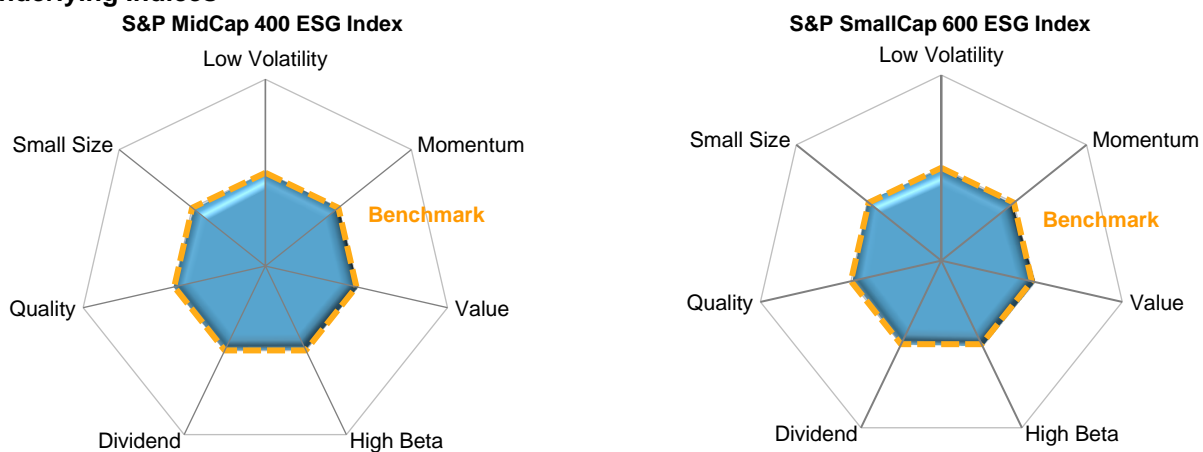 S&P MidCap 400 ESG Index
Low Volatility
Small Size
Momentum
Benchmark
Quality
Value
Dividend
High Beta
S&P SmallCap 600 ESG Index
Low Volatility
Small Size
Momentum
Benchmark
Quality
Value
Dividend
High Beta